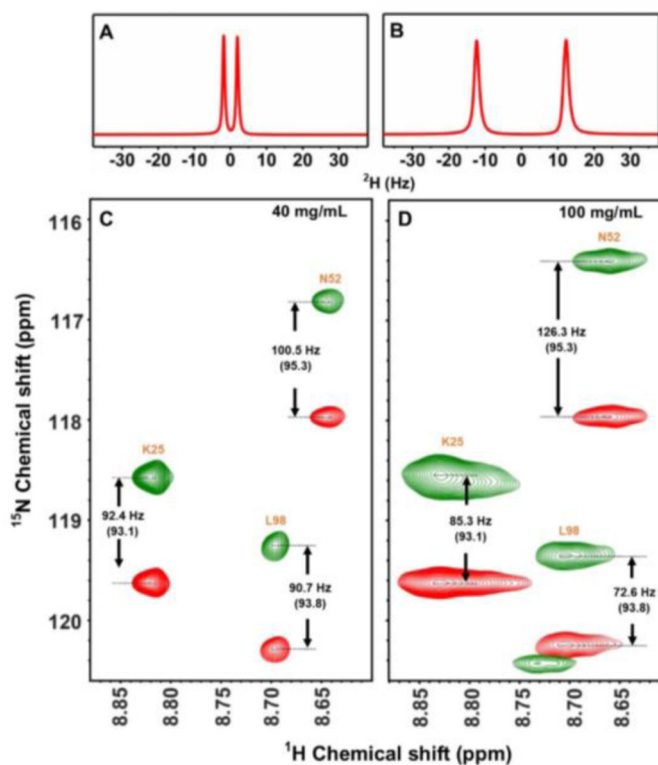 A
B
-30 -20 -10 0 10 20 30
-30 -20 -10 0 10 20 30
²H (Hz)
C
40 mg/mL
D
100 mg/mL
116
117
118
119
120
¹⁵N Chemical shift (ppm)
N52
100.5 Hz
(95.3)
K25
92.4 Hz
(93.1)
L98
90.7 Hz
(93.8)
N52
126.3 Hz
(95.3)
K25
85.3 Hz
(93.1)
L98
72.6 Hz
(93.8)
8.85 8.80 8.75 8.70 8.65
8.85 8.80 8.75 8.70 8.65
¹H Chemical shift (ppm)